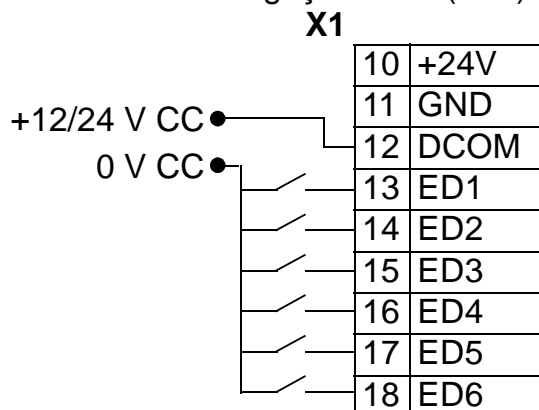 X1
10 +24V
+12/24 V CC 11 GND
0 V CC 12 DCOM
13 ED1
14 ED2
15 ED3
16 ED4
17 ED5
18 ED6